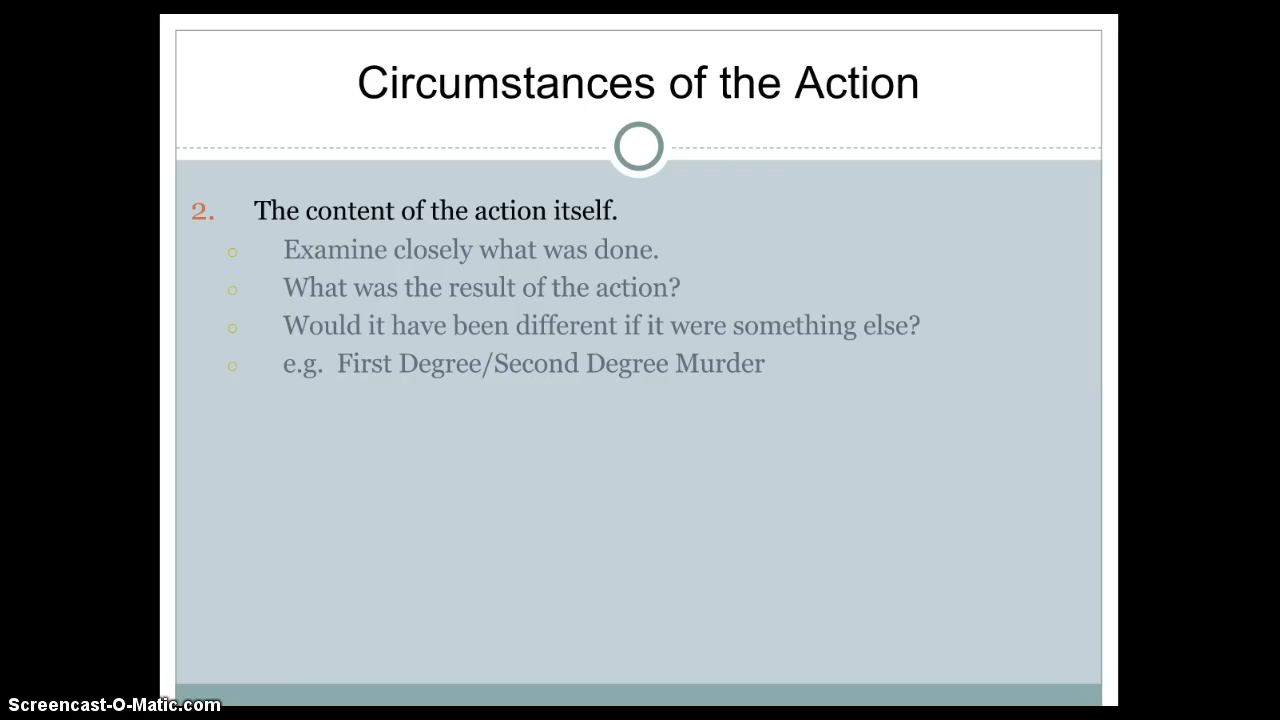 Circumstances of the Action
2. The content of the action itself.
Examine closely what was done.
What was the result of the action?
Would it have been different if it were something else?
e.g. First Degree/Second Degree Murder
Screencast-O-Matic.com